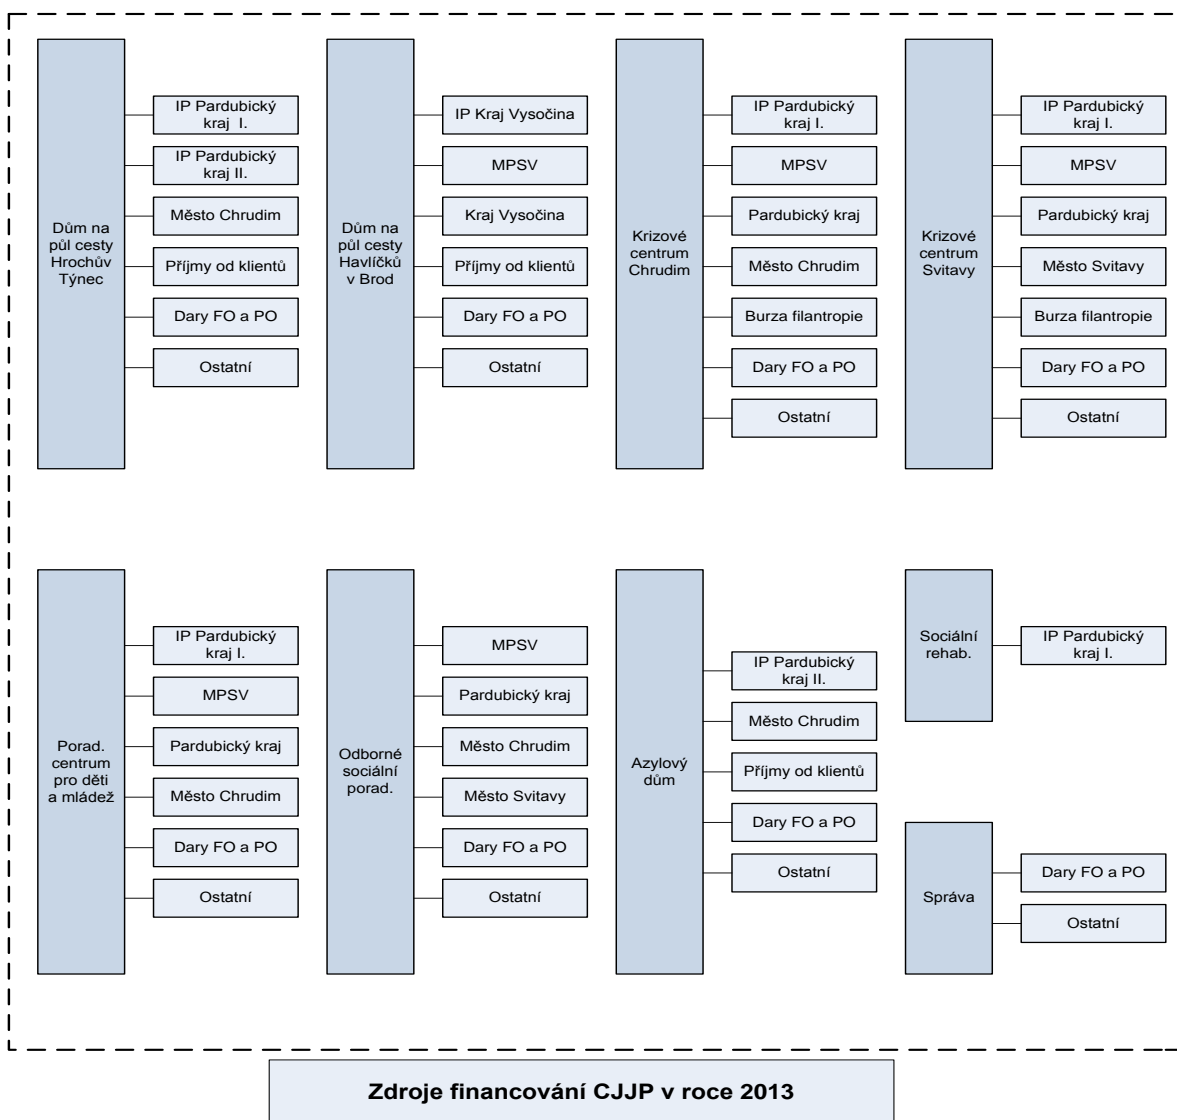 Dům na
půl cesty
Hrochův
Týnec
IP Pardubický
kraj  I.
IP Pardubický
kraj II.
Město Chrudim
Příjmy od klientů
Dary FO a PO
Ostatní
Dům na
půl cesty
Havlíčků
v Brod
IP Kraj Vysočina
MPSV
Kraj Vysočina
Příjmy od klientů
Dary FO a PO
Ostatní
Krizové
centrum
Chrudim
IP Pardubický
kraj I.
MPSV
Pardubický kraj
Město Chrudim
Burza filantropie
Dary FO a PO
Ostatní
Krizové
centrum
Svitavy
IP Pardubický
kraj I.
MPSV
Pardubický kraj
Město Svitavy
Burza filantropie
Dary FO a PO
Ostatní
Porad.
centrum
pro děti
a mládež
IP Pardubický
kraj I.
MPSV
Pardubický kraj
Město Chrudim
Dary FO a PO
Ostatní
Odborné
sociální
porad.
MPSV
Pardubický kraj
Město Chrudim
Město Svitavy
Dary FO a PO
Ostatní
Azylový
dům
IP Pardubický
kraj II.
Město Chrudim
Příjmy od klientů
Dary FO a PO
Ostatní
Sociální
rehab.
IP Pardubický
kraj I.
Správa
Dary FO a PO
Ostatní
Zdroje financování CJJP v roce 2013